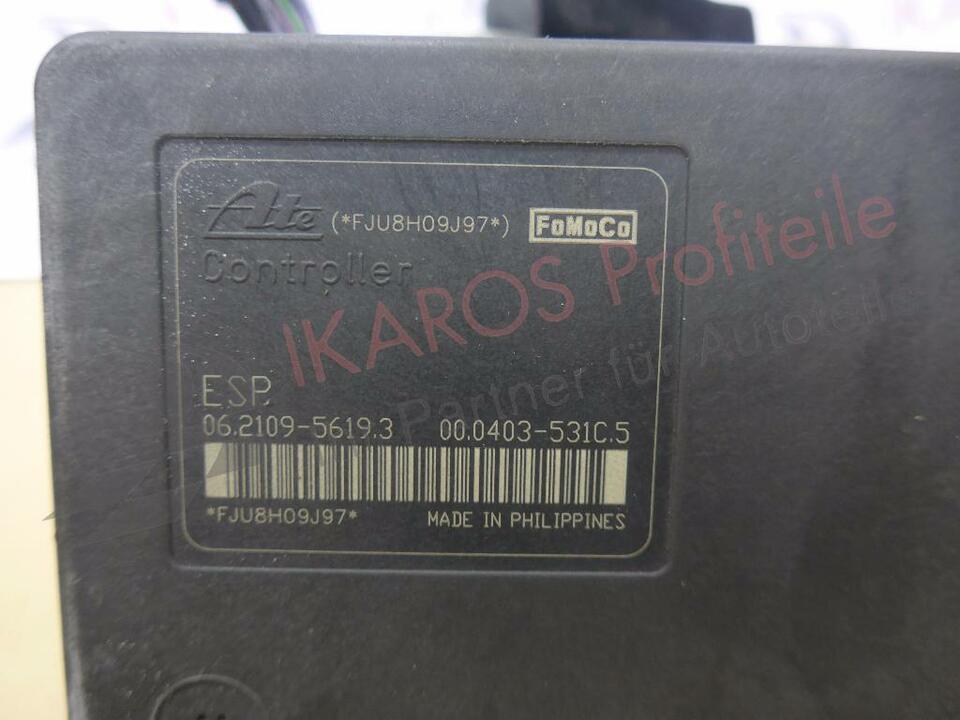 Ate (*FJU8H09J97*) FoMoCo
Controller
IKAROS Profiteile
Partner für Autoteil
ESP.
06.2109-5619.3 00.0403-531C.5
*FJU8H09J97* MADE IN PHILIPPINES